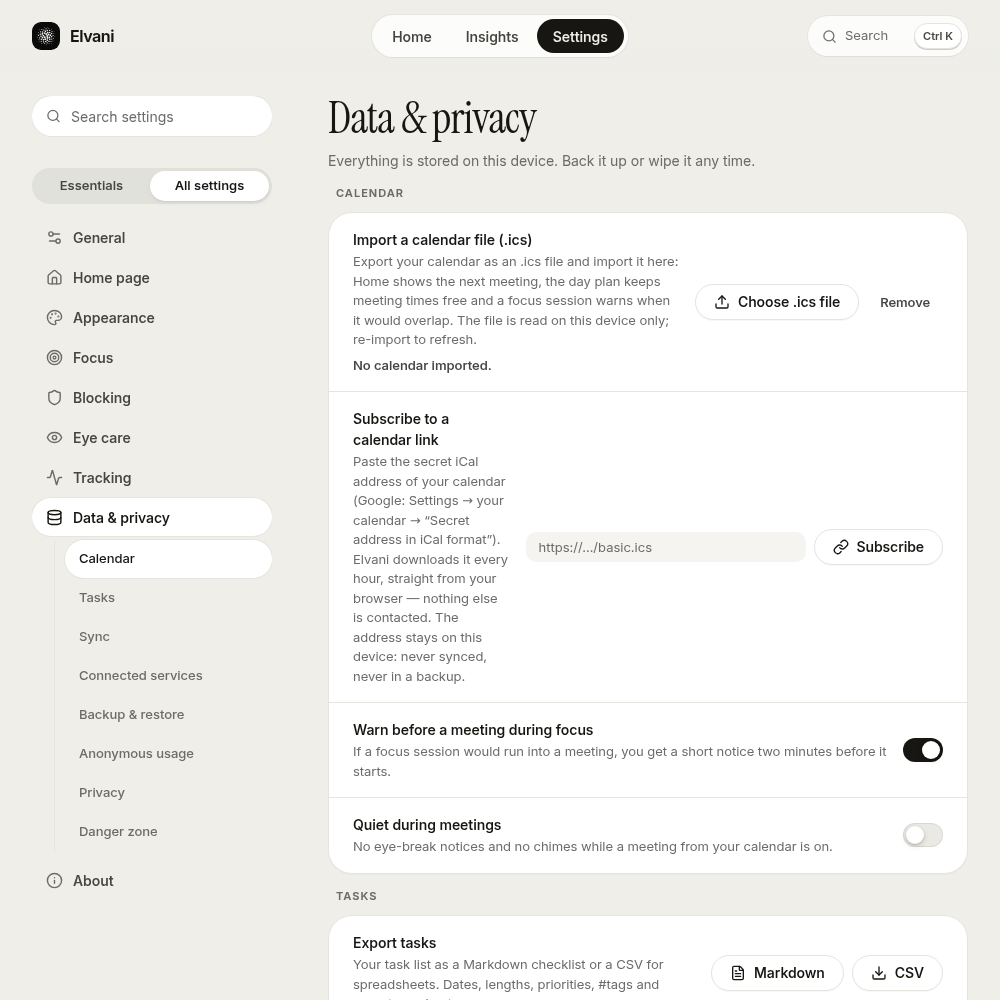 Elvani
Home
Insights
Settings
Search
Ctrl K
Search settings
Essentials
All settings
General
Home page
Appearance
Focus
Blocking
Eye care
Tracking
Data & privacy
Calendar
Tasks
Sync
Connected services
Backup & restore
Anonymous usage
Privacy
Danger zone
About
Data & privacy
Everything is stored on this device. Back it up or wipe it any time.
CALENDAR
Import a calendar file (.ics)
Export your calendar as an .ics file and import it here:
Home shows the next meeting, the day plan keeps
meeting times free and a focus session warns when
it would overlap. The file is read on this device only;
re-import to refresh.
No calendar imported.
Choose .ics file
Remove
Subscribe to a
calendar link
Paste the secret iCal
address of your calendar
(Google: Settings → your
calendar → “Secret
address in iCal format”).
Elvani downloads it every
hour, straight from your
browser — nothing else
is contacted. The
address stays on this
device: never synced,
never in a backup.
https://…/basic.ics
Subscribe
Warn before a meeting during focus
If a focus session would run into a meeting, you get a short notice two minutes before it
starts.
Quiet during meetings
No eye-break notices and no chimes while a meeting from your calendar is on.
TASKS
Export tasks
Your task list as a Markdown checklist or a CSV for
spreadsheets. Dates, lengths, priorities, #tags and
Markdown
CSV